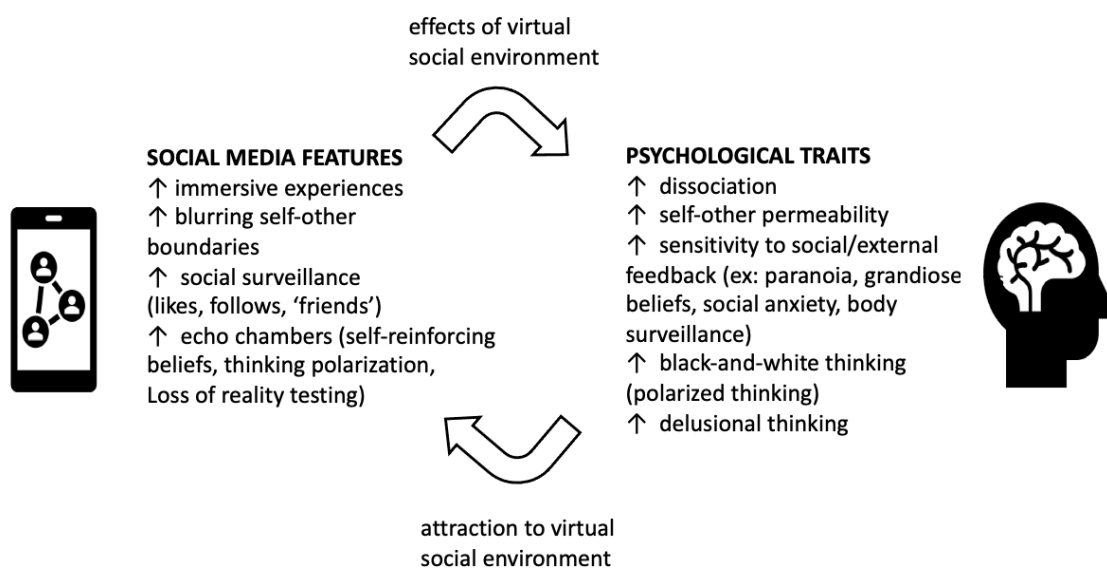 effects of virtual
social environment
SOCIAL MEDIA FEATURES
↑ immersive experiences
↑ blurring self-other
boundaries
↑ social surveillance
(likes, follows, ‘friends’)
↑ echo chambers (self-reinforcing
beliefs, thinking polarization,
Loss of reality testing)
PSYCHOLOGICAL TRAITS
↑ dissociation
↑ self-other permeability
↑ sensitivity to social/external
feedback (ex: paranoia, grandiose
beliefs, social anxiety, body
surveillance)
↑ black-and-white thinking
(polarized thinking)
↑ delusional thinking
attraction to virtual
social environment